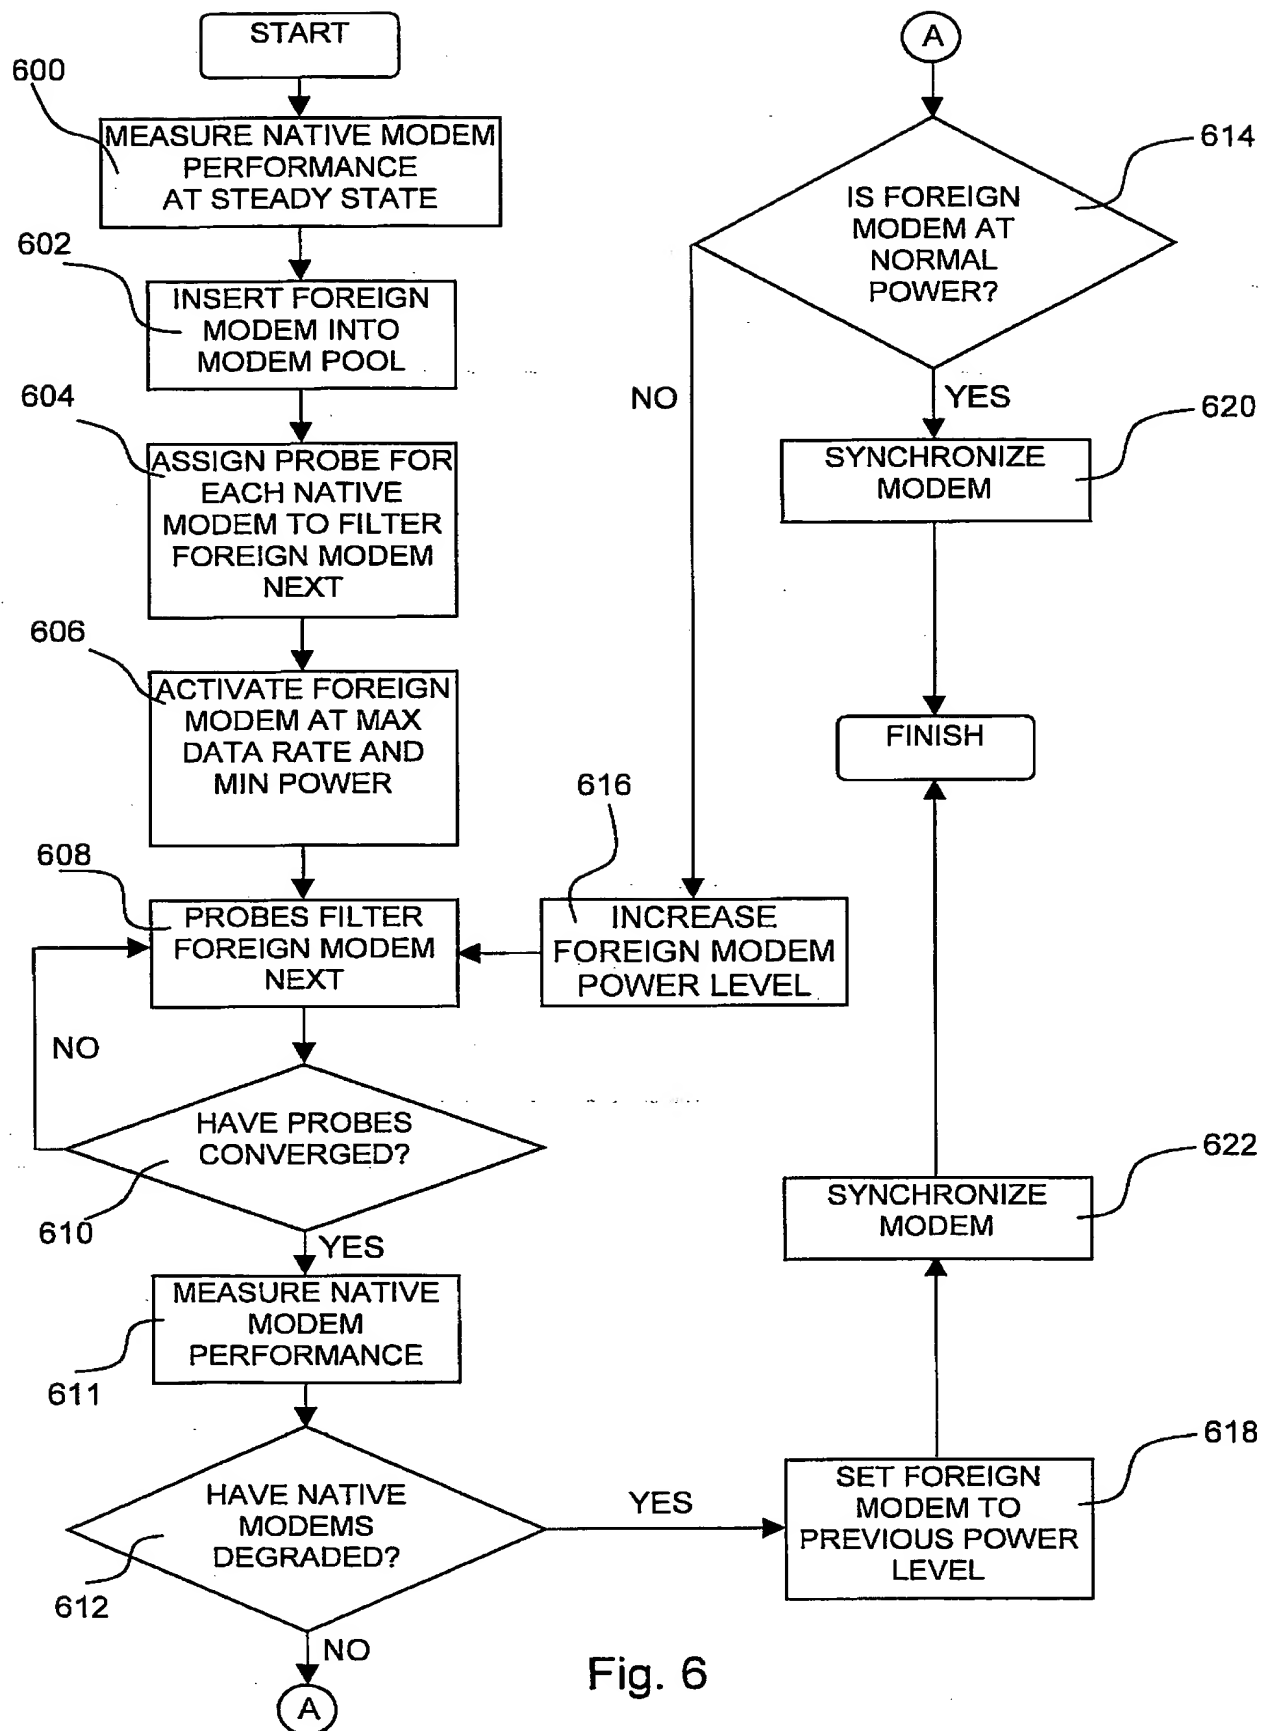 START
600
MEASURE NATIVE MODEM
PERFORMANCE
AT STEADY STATE
602
INSERT FOREIGN
MODEM INTO
MODEM POOL
604
ASSIGN PROBE FOR
EACH NATIVE
MODEM TO FILTER
FOREIGN MODEM
NEXT
606
ACTIVATE FOREIGN
MODEM AT MAX
DATA RATE AND
MIN POWER
608
PROBES FILTER
FOREIGN MODEM
NEXT
NO
HAVE PROBES
CONVERGED?
610
YES
MEASURE NATIVE
MODEM
PERFORMANCE
611
HAVE NATIVE
MODEMS
DEGRADED?
612
YES
NO
A
A
614
IS FOREIGN
MODEM AT
NORMAL
POWER?
NO
YES
620
SYNCHRONIZE
MODEM
FINISH
616
INCREASE
FOREIGN MODEM
POWER LEVEL
622
SYNCHRONIZE
MODEM
618
SET FOREIGN
MODEM TO
PREVIOUS POWER
LEVEL
Fig. 6